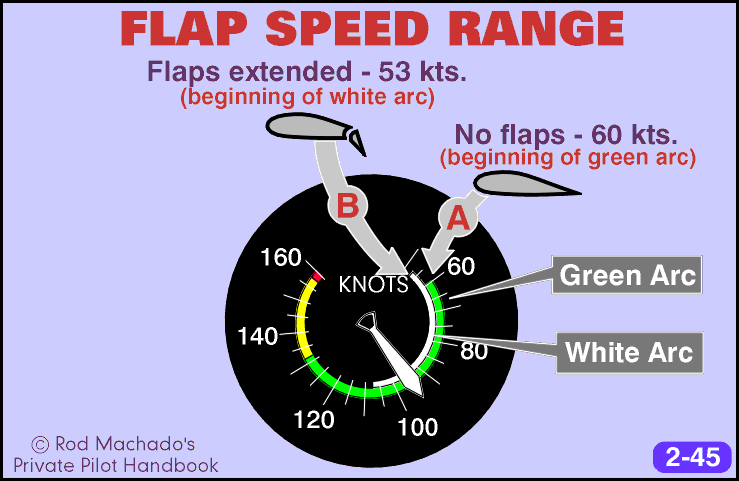 FLAP SPEED RANGE
Flaps extended - 53 kts.
(beginning of white arc)
No flaps - 60 kts.
(beginning of green arc)
B
A
160
KNOTS
60
Green Arc
140
80
White Arc
120
100
© Rod Machado's
Private Pilot Handbook
2-45